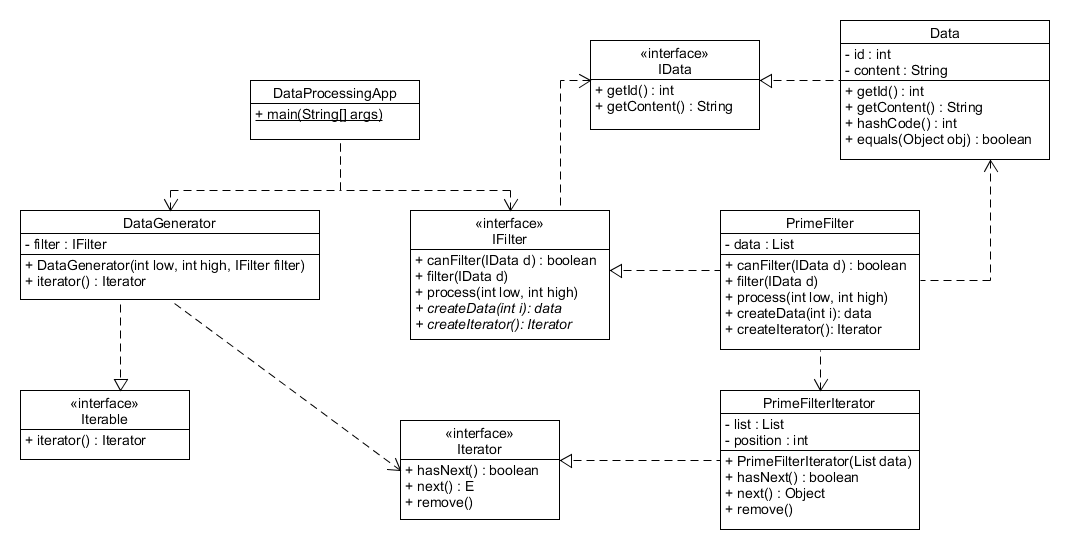 Data
- id : int
- content : String
+ getId() : int
+ getContent() : String
+ hashCode() : int
+ equals(Object obj) : boolean
«interface»
IData
+ getId() : int
+ getContent() : String
DataProcessingApp
+ main(String[] args)
DataGenerator
- filter : IFilter
+ DataGenerator(int low, int high, IFilter filter)
+ iterator() : Iterator
«interface»
IFilter
+ canFilter(IData d) : boolean
+ filter(IData d)
+ process(int low, int high)
+ createData(int i): data
+ createIterator(): Iterator
PrimeFilter
- data : List
+ canFilter(IData d) : boolean
+ filter(IData d)
+ process(int low, int high)
+ createData(int i): data
+ createIterator(): Iterator
«interface»
Iterable
+ iterator() : Iterator
«interface»
Iterator
+ hasNext() : boolean
+ next() : E
+ remove()
PrimeFilterIterator
- list : List
- position : int
+ PrimeFilterIterator(List data)
+ hasNext() : boolean
+ next() : Object
+ remove()